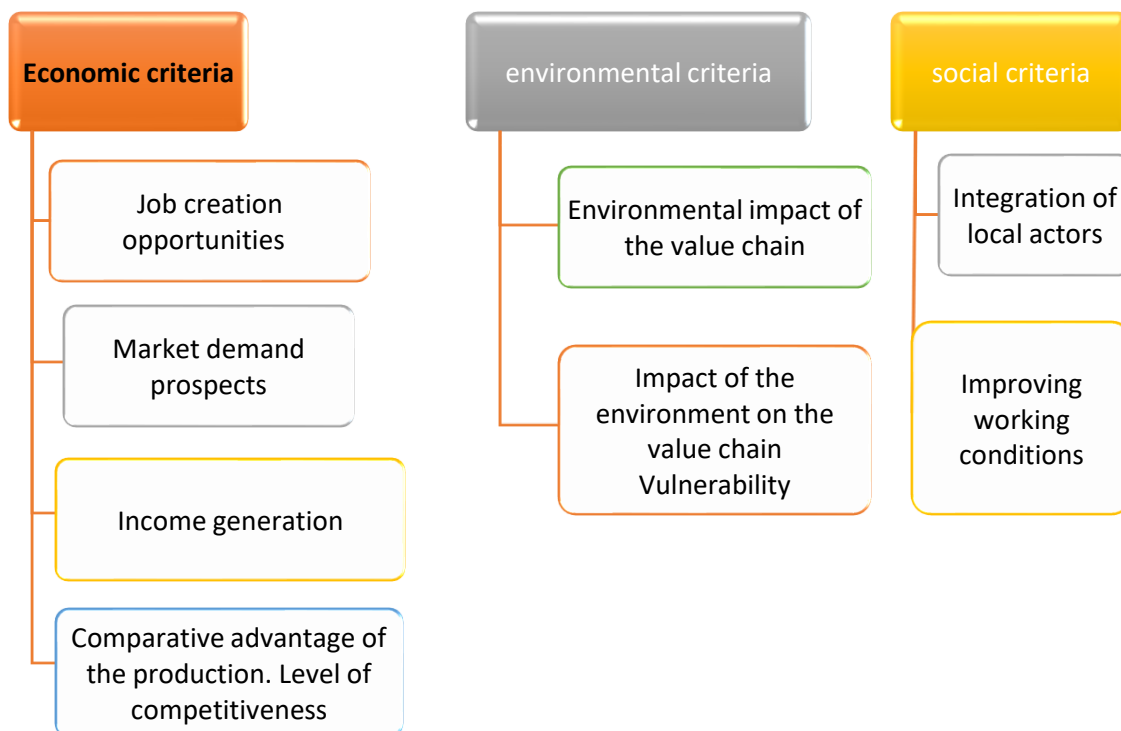 Economic criteria
Job creation
opportunities
Market demand
prospects
Income generation
Comparative advantage of
the production. Level of
competitiveness
environmental criteria
Environmental impact of
the value chain
Impact of the
environment on the
value chain
Vulnerability
social criteria
Integration of
local actors
Improving
working
conditions